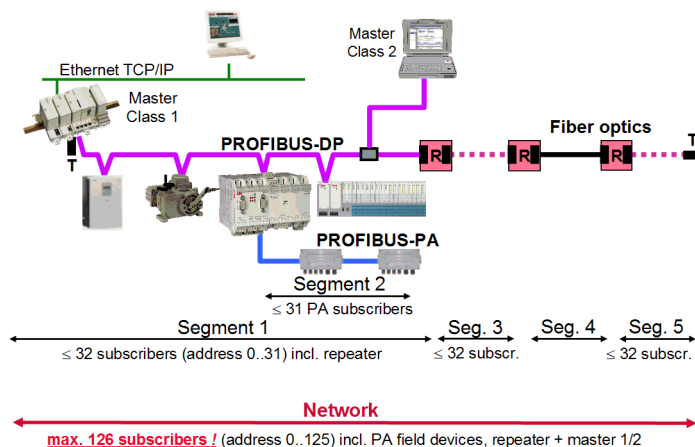 Ethernet TCP/IP
Master
Class 1
Master
Class 2
T
PROFIBUS-DP
R
R
Fiber optics
R
T
PROFIBUS-PA
Segment 2
≤ 31 PA subscribers
Segment 1
≤ 32 subscribers (address 0..31) incl. repeater
Seg. 3
≤ 32 subscr.
Seg. 4
Seg. 5
≤ 32 subscr.
Network
max. 126 subscribers ! (address 0..125) incl. PA field devices, repeater + master 1/2